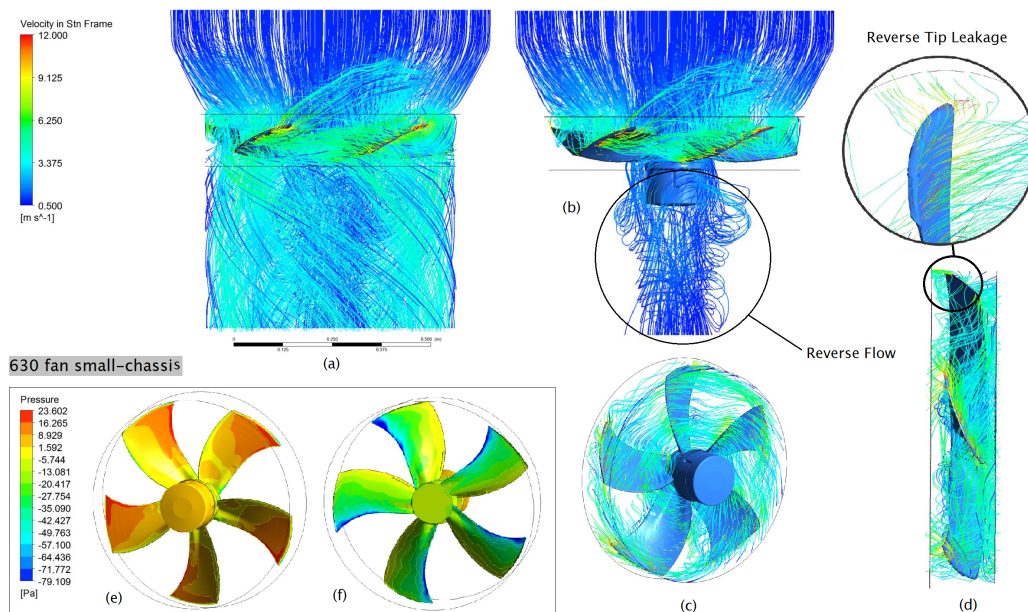 Velocity in Stn Frame
12.000
9.125
6.250
3.375
0.500
[m s^-1]
Reverse Tip Leakage
(b)
0
0.125
0.250
0.375
0.500 (m)
(a)
Reverse Flow
630 fan small-chassis
Pressure
23.602
16.265
8.929
1.592
-5.744
-13.081
-20.417
-27.754
-35.090
-42.427
-49.763
-57.100
-64.436
-71.772
-79.109
[Pa]
(e)
(f)
(c)
(d)